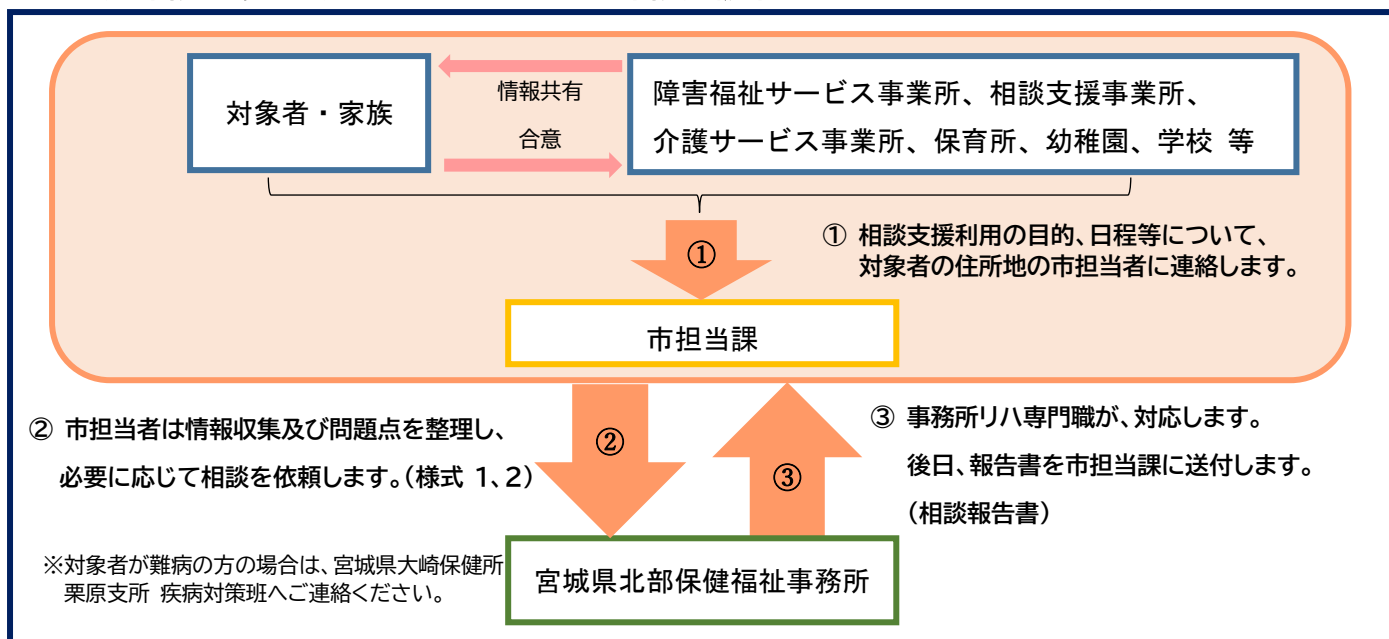 対象者・家族
情報共有
合意
障害福祉サービス事業所、相談支援事業所、
介護サービス事業所、保育所、幼稚園、学校 等
①
① 相談支援利用の目的、日程等について、
対象者の住所地の市担当者に連絡します。
市担当課
② 市担当者は情報収集及び問題点を整理し、
必要に応じて相談を依頼します。(様式 1、2)
②
③
③ 事務所リハ専門職が、対応します。
後日、報告書を市担当課に送付します。
(相談報告書)
※対象者が難病の方の場合は、宮城県大崎保健所
栗原支所 疾病対策班へご連絡ください。
宮城県北部保健福祉事務所